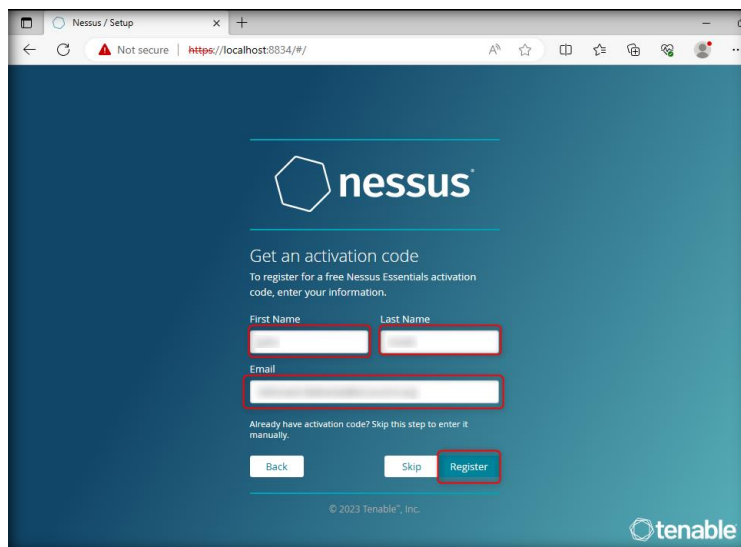 Nessus / Setup
Not secure | https://localhost:8834/#/
nessus
Get an activation code
To register for a free Nessus Essentials activation
code, enter your information.
First Name Last Name
Email
Already have activation code? Skip this step to enter it
manually.
Back Skip Register
© 2023 Tenable™, Inc.
tenable